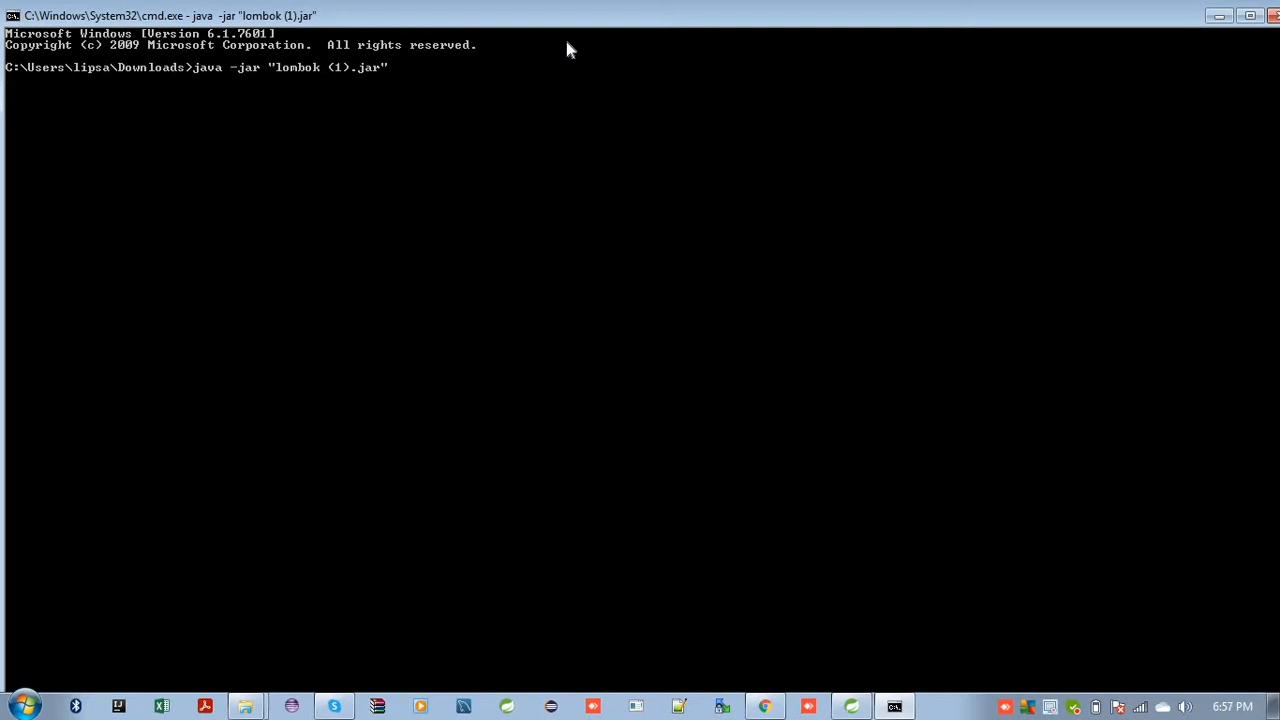 C:\Windows\System32\cmd.exe - java  -jar "lombok (1).jar"
Microsoft Windows [Version 6.1.7601]
Copyright (c) 2009 Microsoft Corporation.  All rights reserved.
C:\Users\lipsa\Downloads>java -jar "lombok (1).jar"
6:57 PM